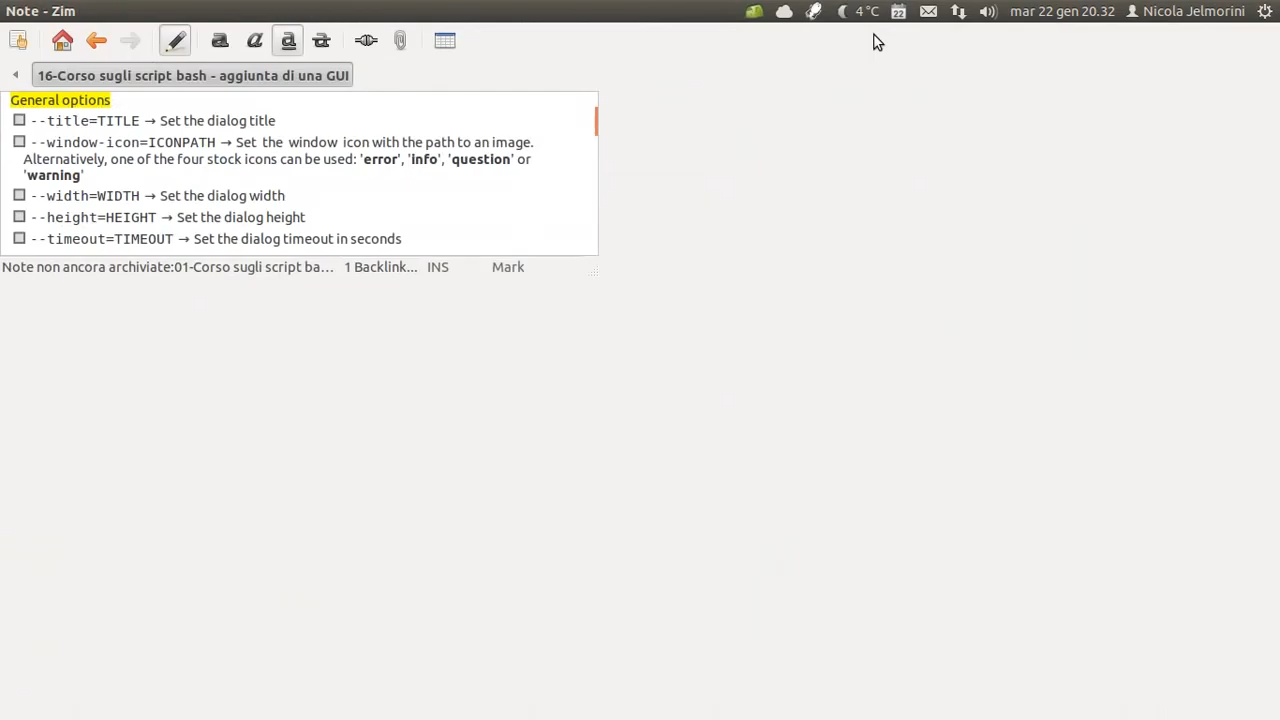 Note - Zim
4°C
22
mar 22 gen 20.32
Nicola Jelmorini
a a a a
16-Corso sugli script bash - aggiunta di una GUI
General options
--title=TITLE → Set the dialog title
--window-icon=ICONPATH → Set the window icon with the path to an image.
Alternatively, one of the four stock icons can be used: 'error', 'info', 'question' or
'warning'
--width=WIDTH → Set the dialog width
--height=HEIGHT → Set the dialog height
--timeout=TIMEOUT → Set the dialog timeout in seconds
Note non ancora archiviate:01-Corso sugli script ba... 1 Backlink... INS Mark